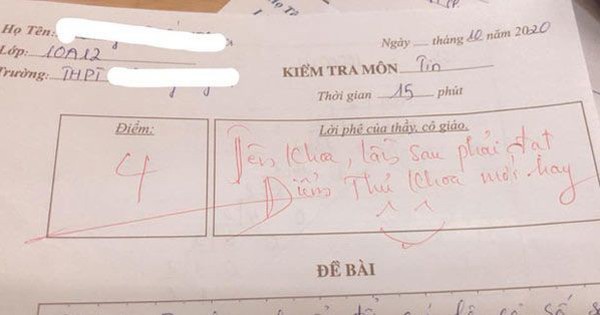 Họ Tên:
Lớp: 10A12
Trường: THPT
Ngày __ tháng 10 năm 2020
KIỂM TRA MÔN Tin
Thời gian 15 phút
Điểm:
4
Lời phê của thầy, cô giáo.
Tên Khoa, lần sau phải đạt
Điểm Thủ Khoa mới hay
^ ^
ĐỀ BÀI